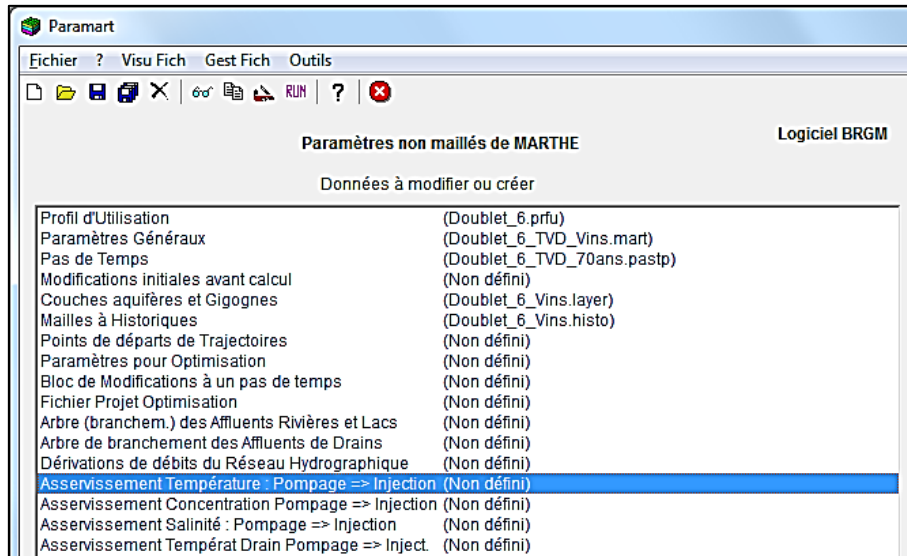 Paramart
Fichier ? Visu Fich Gest Fich Outils
RUN ?
Logiciel BRGM
Paramètres non maillés de MARTHE
Données à modifier ou créer
Profil d'Utilisation (Doublet_6.prfu)
Paramètres Généraux (Doublet_6_TVD_Vins.mart)
Pas de Temps (Doublet_6_TVD_70ans.pastp)
Modifications initiales avant calcul (Non défini)
Couches aquifères et Gigognes (Doublet_6_Vins.layer)
Mailles à Historiques (Doublet_6_Vins.histo)
Points de départs de Trajectoires (Non défini)
Paramètres pour Optimisation (Non défini)
Bloc de Modifications à un pas de temps (Non défini)
Fichier Projet Optimisation (Non défini)
Arbre (branchem.) des Affluents Rivières et Lacs (Non défini)
Arbre de branchement des Affluents de Drains (Non défini)
Dérivations de débits du Réseau Hydrographique (Non défini)
Asservissement Température : Pompage => Injection (Non défini)
Asservissement Concentration Pompage => Injection (Non défini)
Asservissement Salinité : Pompage => Injection (Non défini)
Asservissement Températ Drain Pompage => Inject. (Non défini)